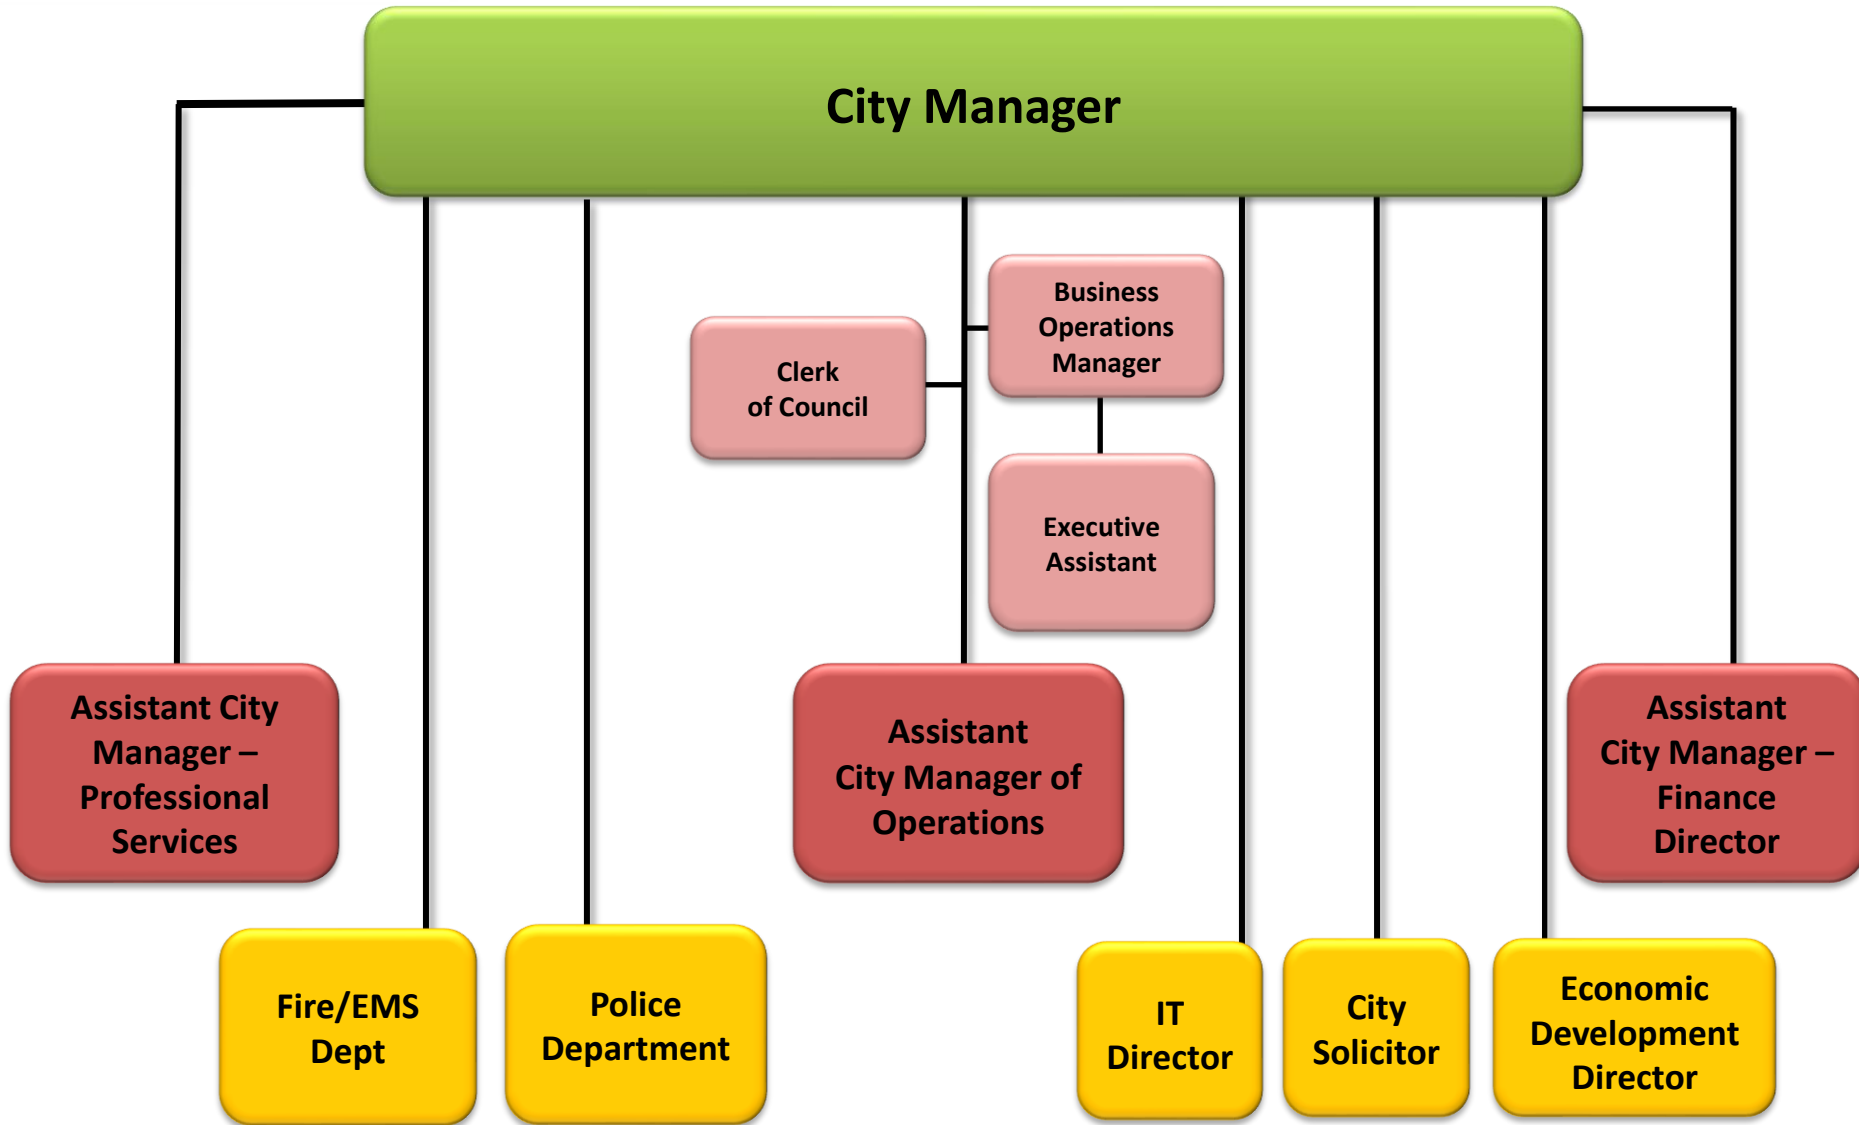 City Manager
Business
Operations
Manager
Clerk
of Council
Executive
Assistant
Assistant City
Manager –
Professional
Services
Assistant
City Manager of
Operations
Assistant
City Manager –
Finance
Director
Fire/EMS
Dept
Police
Department
IT
Director
City
Solicitor
Economic
Development
Director